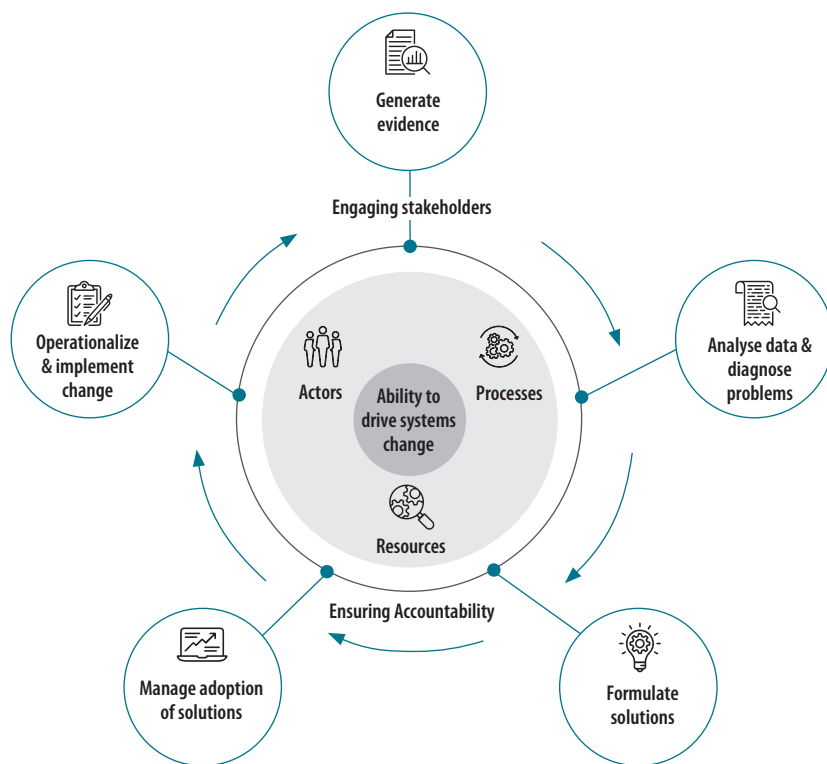 Generate
evidence
Engaging stakeholders
Operationalize
& implement
change
Analyse data &
diagnose
problems
Actors
Processes
Ability to
drive systems
change
Resources
Ensuring Accountability
Manage adoption
of solutions
Formulate
solutions